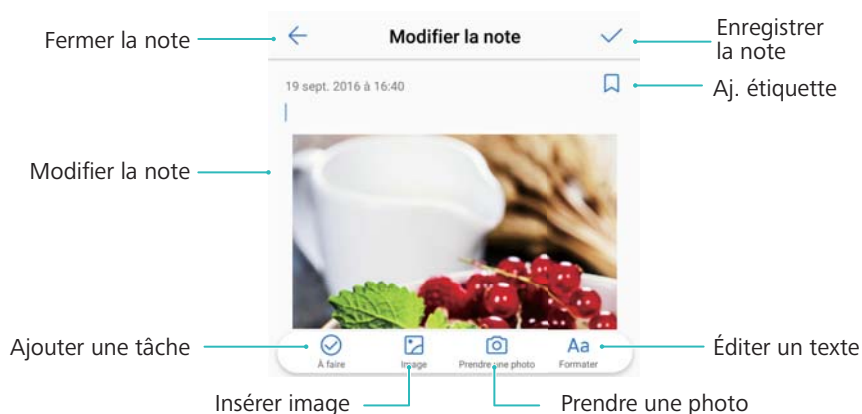 Fermer la note
Modifier la note
Enregistrer
la note
19 sept. 2016 à 16:40
Aj. étiquette
Modifier la note
Ajouter une tâche
À faire
Image
Prendre une photo
Aa
Formater
Éditer un texte
Insérer image
Prendre une photo